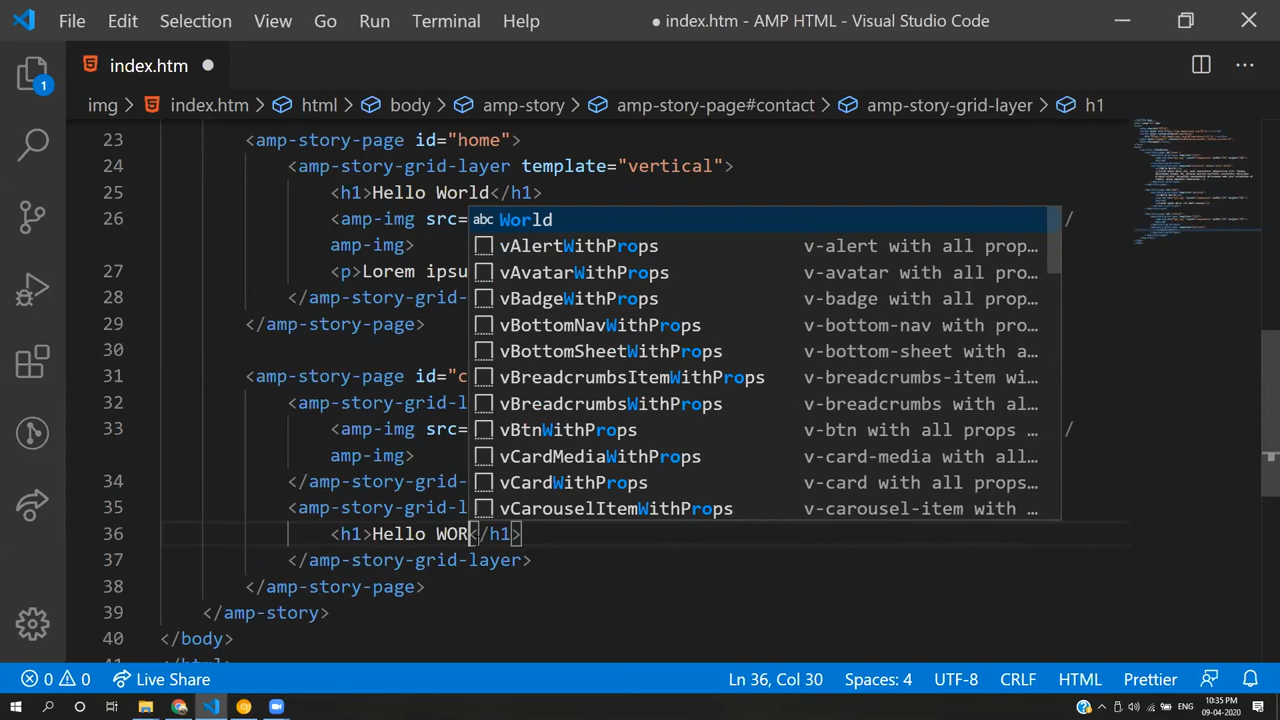 File Edit Selection View Go Run Terminal Help ● index.htm - AMP HTML - Visual Studio Code
index.htm ●
img > index.htm > html > body > amp-story > amp-story-page#contact > amp-story-grid-layer > h1
23 <amp-story-page id="home">
24 <amp-story-grid-layer template="vertical">
25 <h1>Hello World</h1>
26 <amp-img src= /
amp-img>
27 <p>Lorem ipsu
28 </amp-story-grid-
29 </amp-story-page>
30
31 <amp-story-page id="c
32 <amp-story-grid-l
33 <amp-img src= /
amp-img>
34 </amp-story-grid-
35 <amp-story-grid-l
36 <h1>Hello WOR</h1>
37 </amp-story-grid-layer>
38 </amp-story-page>
39 </amp-story>
40 </body>
41 </html>
abc World
vAlertWithProps v-alert with all prop…
vAvatarWithProps v-avatar with all pro…
vBadgeWithProps v-badge with all prop…
vBottomNavWithProps v-bottom-nav with pro…
vBottomSheetWithProps v-bottom-sheet with a…
vBreadcrumbsItemWithProps v-breadcrumbs-item wi…
vBreadcrumbsWithProps v-breadcrumbs with al…
vBtnWithProps v-btn with all props …
vCardMediaWithProps v-card-media with all…
vCardWithProps v-card with all props …
vCarouselItemWithProps v-carousel-item with …
1
0 0 Live Share Ln 36, Col 30 Spaces: 4 UTF-8 CRLF HTML Prettier
ENG 10:35 PM
09-04-2020